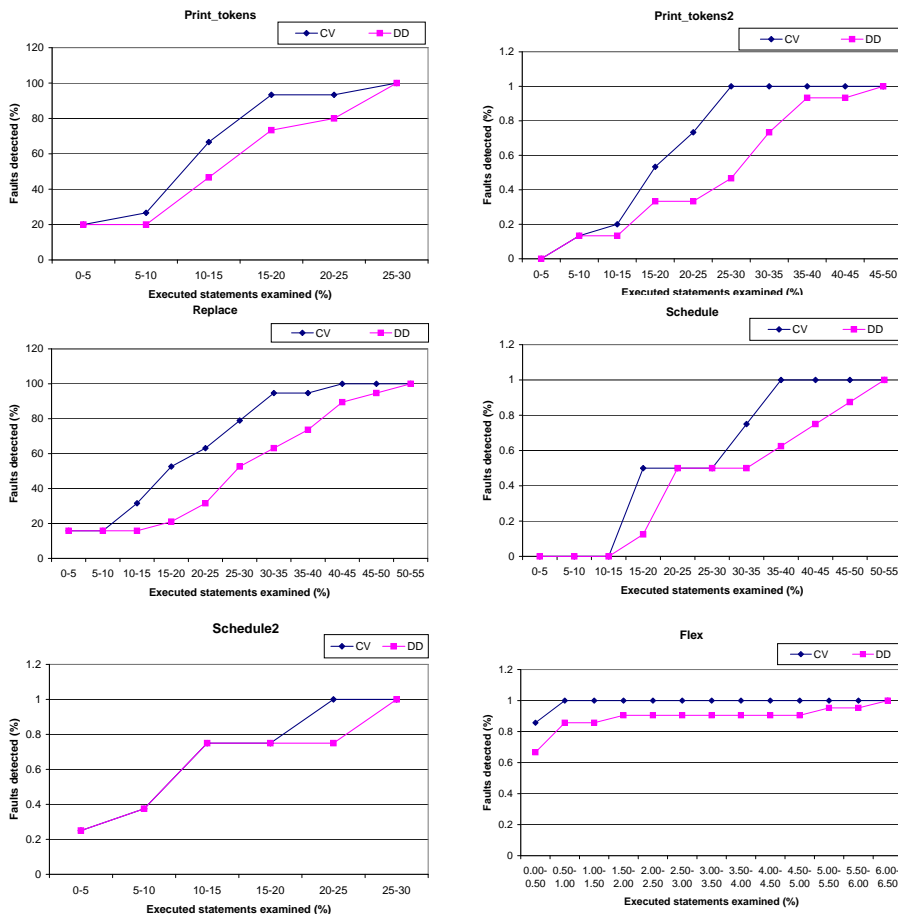 Print_tokens
CV DD
Faults detected (%)
120
100
80
60
40
20
0
0-5 5-10 10-15 15-20 20-25 25-30
Executed statements examined (%)
Print_tokens2
CV DD
Faults detected (%)
1.2
1
0.8
0.6
0.4
0.2
0
0-5 5-10 10-15 15-20 20-25 25-30 30-35 35-40 40-45 45-50
Executed statements examined (%)
Replace
CV DD
Faults detected (%)
120
100
80
60
40
20
0
0-5 5-10 10-15 15-20 20-25 25-30 30-35 35-40 40-45 45-50 50-55
Executed statements examined (%)
Schedule
CV DD
Faults detected (%)
1.2
1
0.8
0.6
0.4
0.2
0
0-5 5-10 10-15 15-20 20-25 25-30 30-35 35-40 40-45 45-50 50-55
Executed statements examined (%)
Schedule2
CV DD
Faults detected (%)
1.2
1
0.8
0.6
0.4
0.2
0
0-5 5-10 10-15 15-20 20-25 25-30
Executed statements examined (%)
Flex
CV DD
Faults detected (%)
1.2
1
0.8
0.6
0.4
0.2
0
0.00- 0.50- 1.00- 1.50- 2.00- 2.50- 3.00- 3.50- 4.00- 4.50- 5.00- 5.50- 6.00-
0.50 1.00 1.50 2.00 2.50 3.00 3.50 4.00 4.50 5.00 5.50 6.00 6.50
Executed statements examined (%)